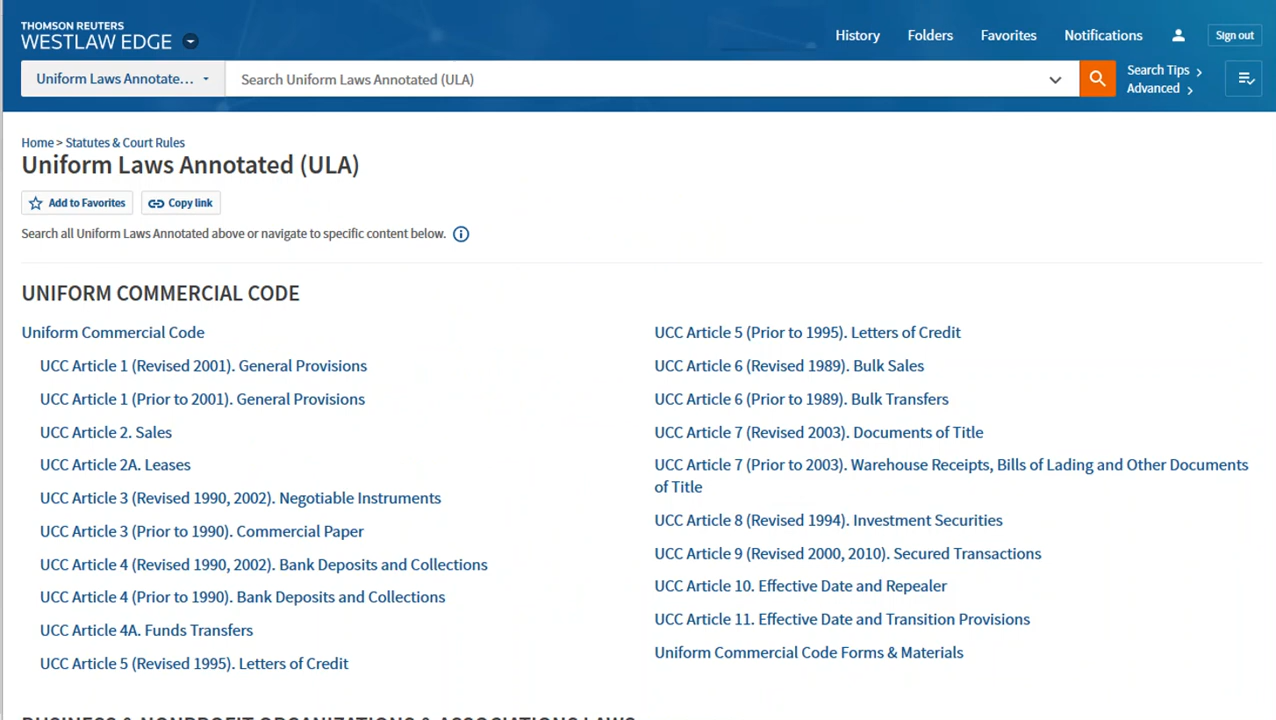 THOMSON REUTERS
WESTLAW EDGE
History
Folders
Favorites
Notifications
Sign out
Uniform Laws Annotate...
Search Uniform Laws Annotated (ULA)
Search Tips
Advanced
Home > Statutes & Court Rules
Uniform Laws Annotated (ULA)
Add to Favorites
Copy link
Search all Uniform Laws Annotated above or navigate to specific content below.
UNIFORM COMMERCIAL CODE
Uniform Commercial Code
UCC Article 1 (Revised 2001). General Provisions
UCC Article 1 (Prior to 2001). General Provisions
UCC Article 2. Sales
UCC Article 2A. Leases
UCC Article 3 (Revised 1990, 2002). Negotiable Instruments
UCC Article 3 (Prior to 1990). Commercial Paper
UCC Article 4 (Revised 1990, 2002). Bank Deposits and Collections
UCC Article 4 (Prior to 1990). Bank Deposits and Collections
UCC Article 4A. Funds Transfers
UCC Article 5 (Revised 1995). Letters of Credit
UCC Article 5 (Prior to 1995). Letters of Credit
UCC Article 6 (Revised 1989). Bulk Sales
UCC Article 6 (Prior to 1989). Bulk Transfers
UCC Article 7 (Revised 2003). Documents of Title
UCC Article 7 (Prior to 2003). Warehouse Receipts, Bills of Lading and Other Documents
of Title
UCC Article 8 (Revised 1994). Investment Securities
UCC Article 9 (Revised 2000, 2010). Secured Transactions
UCC Article 10. Effective Date and Repealer
UCC Article 11. Effective Date and Transition Provisions
Uniform Commercial Code Forms & Materials
BUSINESS & NONPROFIT ORGANIZATIONS & ASSOCIATIONS LAWS